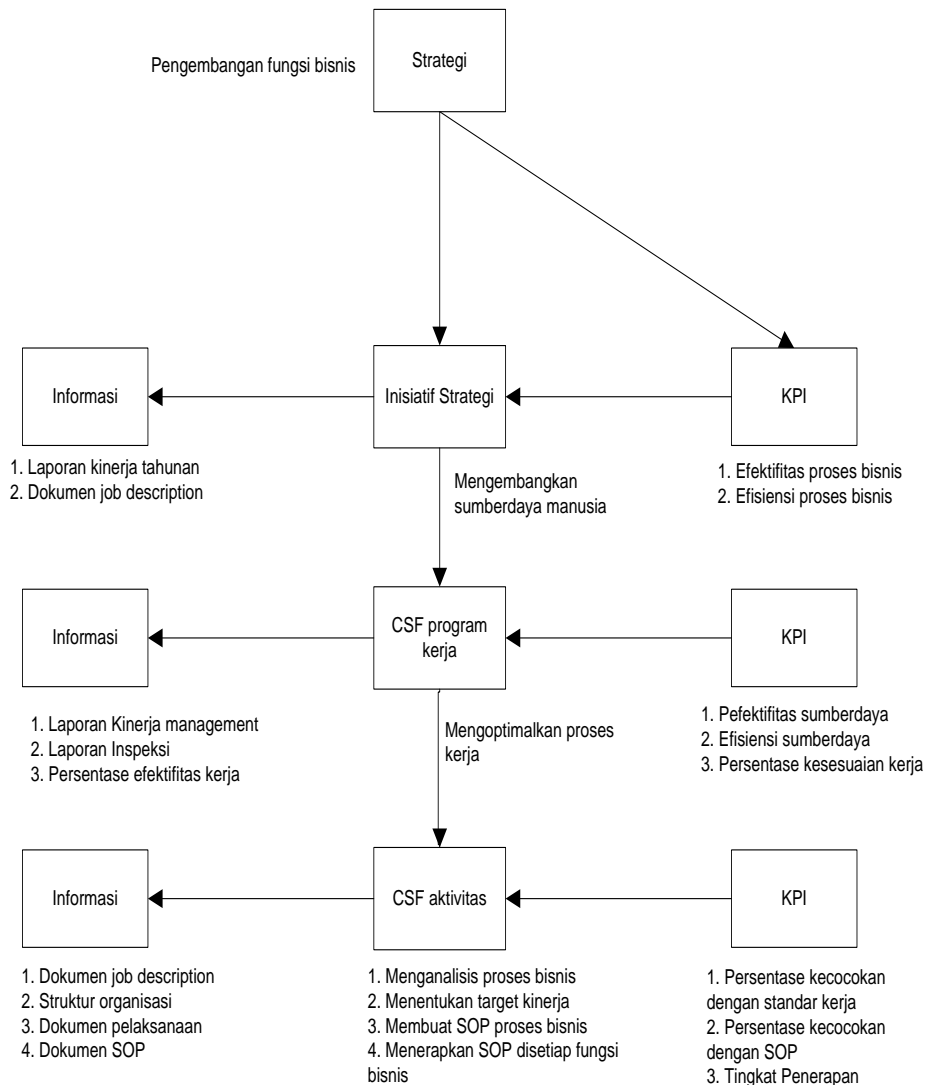 Pengembangan fungsi bisnis
Strategi
Informasi
Inisiatif Strategi
KPI
1. Laporan kinerja tahunan
2. Dokumen job description
Mengembangkan
sumberdaya manusia
1. Efektifitas proses bisnis
2. Efisiensi proses bisnis
Informasi
CSF program
kerja
KPI
1. Laporan Kinerja management
2. Laporan Inspeksi
3. Persentase efektifitas kerja
Mengoptimalkan proses
kerja
1. Pefektifitas sumberdaya
2. Efisiensi sumberdaya
3. Persentase kesesuaian kerja
Informasi
CSF aktivitas
KPI
1. Dokumen job description
2. Struktur organisasi
3. Dokumen pelaksanaan
4. Dokumen SOP
1. Menganalisis proses bisnis
2. Menentukan target kinerja
3. Membuat SOP proses bisnis
4. Menerapkan SOP disetiap fungsi
bisnis
1. Persentase kecocokan
dengan standar kerja
2. Persentase kecocokan
dengan SOP
3. Tingkat Penerapan